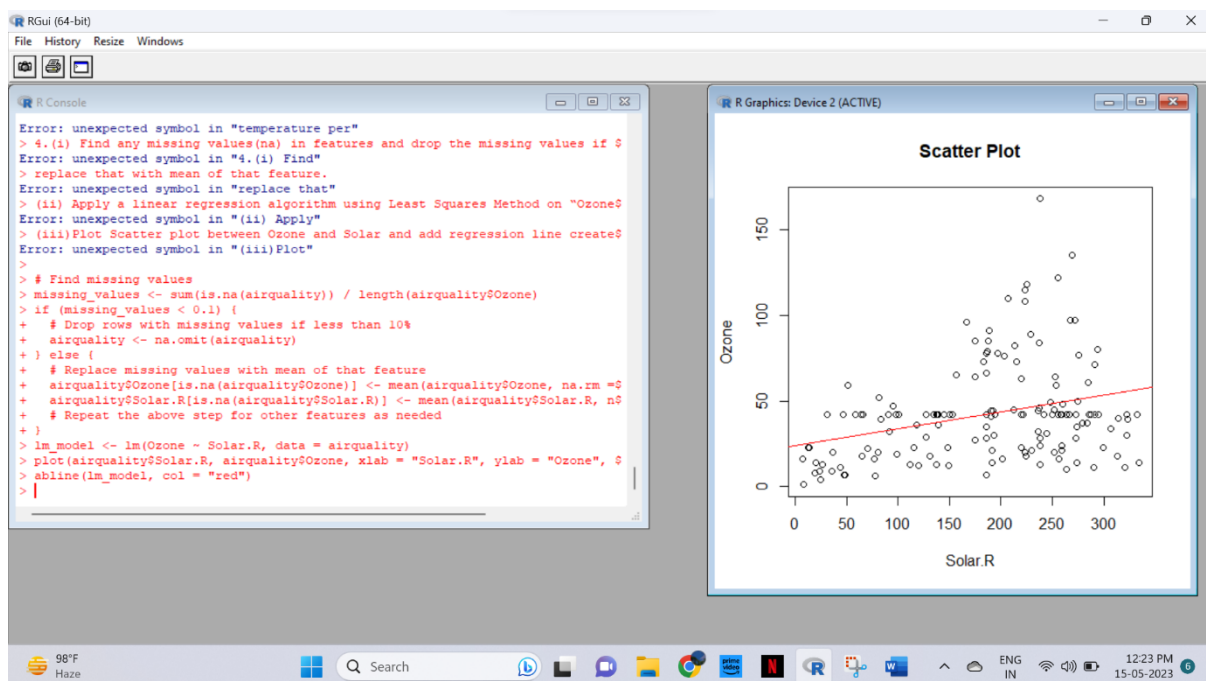 RGui (64-bit)
File History Resize Windows
R Console
Error: unexpected symbol in "temperature per"
> 4.(i) Find any missing values(na) in features and drop the missing values if $
Error: unexpected symbol in "4.(i) Find"
> replace that with mean of that feature.
Error: unexpected symbol in "replace that"
> (ii) Apply a linear regression algorithm using Least Squares Method on "Ozone$
Error: unexpected symbol in "(ii) Apply"
> (iii)Plot Scatter plot between Ozone and Solar and add regression line create$
Error: unexpected symbol in "(iii)Plot"
>
> # Find missing values
> missing_values <- sum(is.na(airquality)) / length(airquality$Ozone)
> if (missing_values < 0.1) {
+   # Drop rows with missing values if less than 10%
+   airquality <- na.omit(airquality)
+ } else {
+   # Replace missing values with mean of that feature
+   airquality$Ozone[is.na(airquality$Ozone)] <- mean(airquality$Ozone, na.rm =$
+   airquality$Solar.R[is.na(airquality$Solar.R)] <- mean(airquality$Solar.R, n$
+   # Repeat the above step for other features as needed
+ }
> lm_model <- lm(Ozone ~ Solar.R, data = airquality)
> plot(airquality$Solar.R, airquality$Ozone, xlab = "Solar.R", ylab = "Ozone", $
> abline(lm_model, col = "red")
>
R Graphics: Device 2 (ACTIVE)
Scatter Plot
Ozone
150
100
50
0
0 50 100 150 200 250 300
Solar.R
98°F
Haze
Search
prime video
N
R
W
ENG
IN
12:23 PM
15-05-2023
6